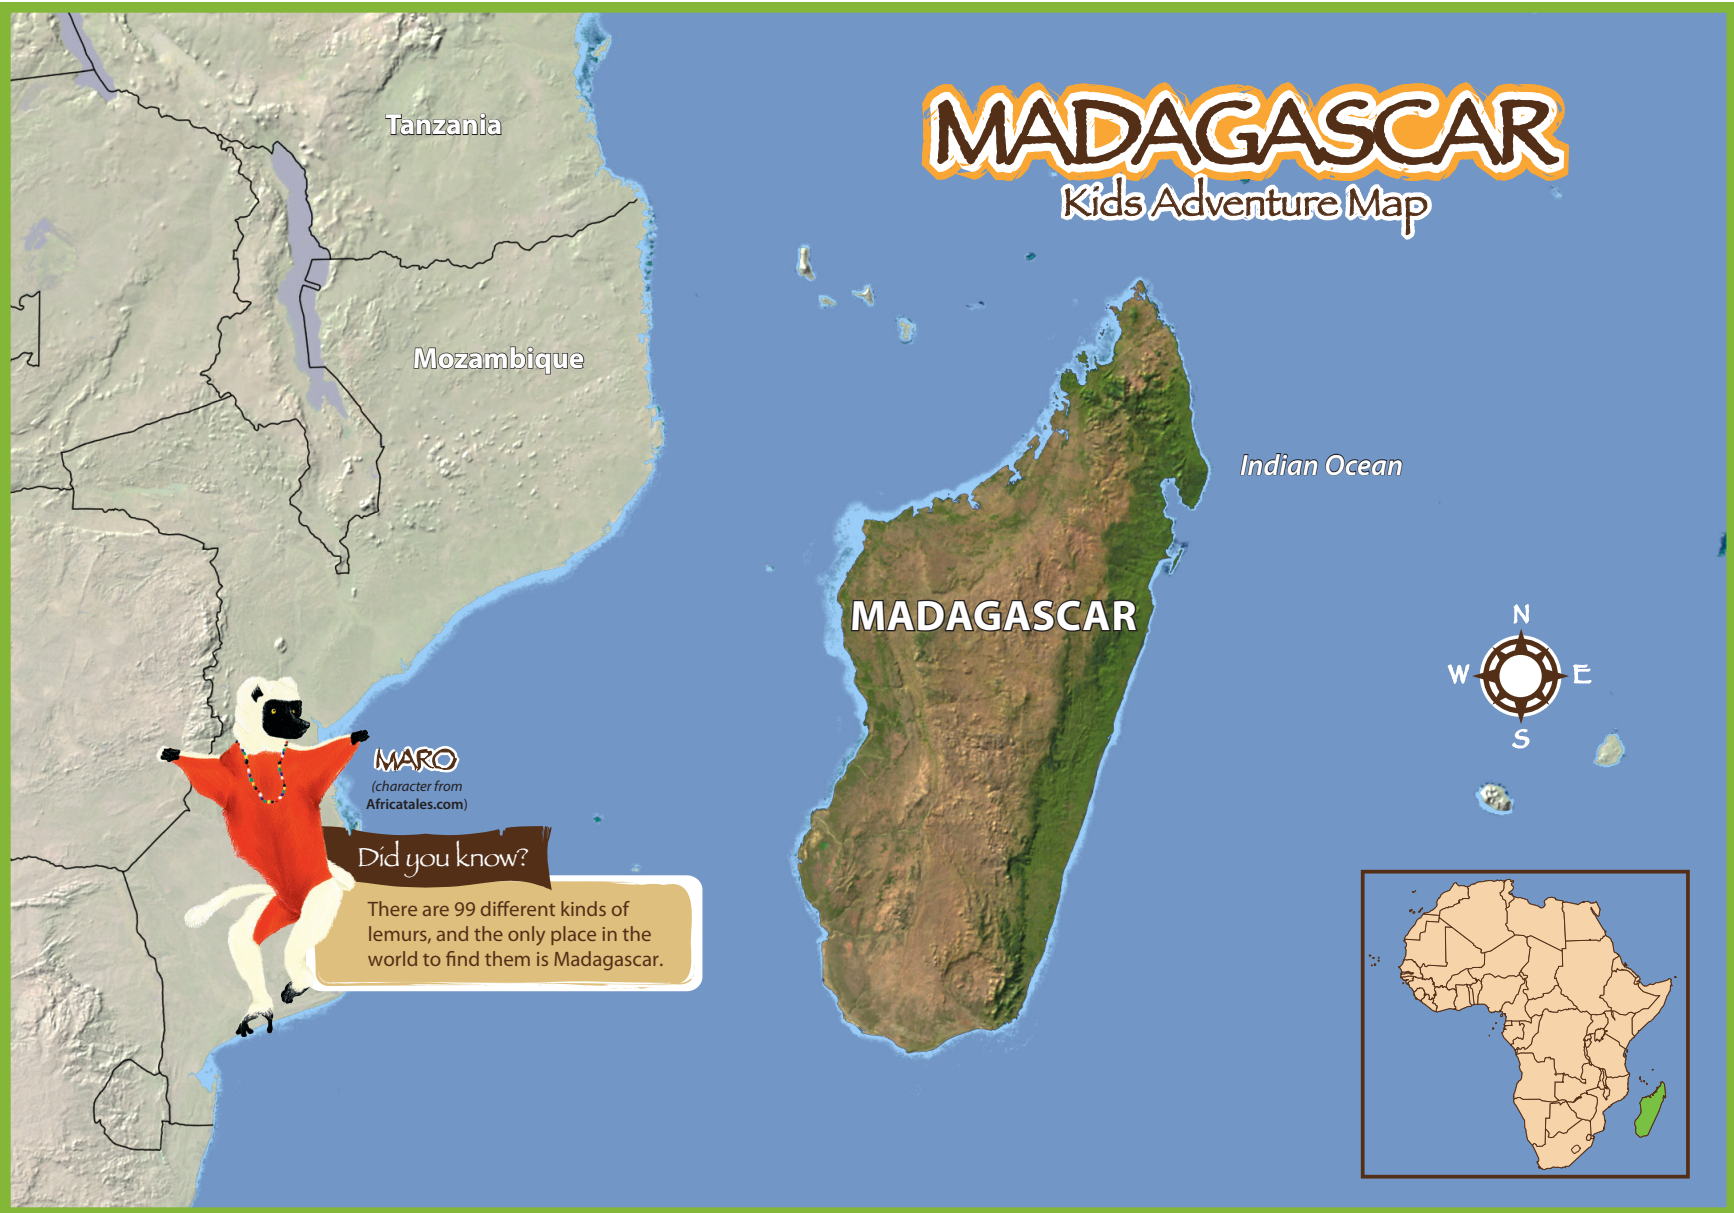 MADAGASCAR
Kids Adventure Map
Tanzania
Mozambique
Indian Ocean
MADAGASCAR
N
W
E
S
MARO
(character from
Africatales.com)
Did you know?
There are 99 different kinds of
lemurs, and the only place in the
world to find them is Madagascar.